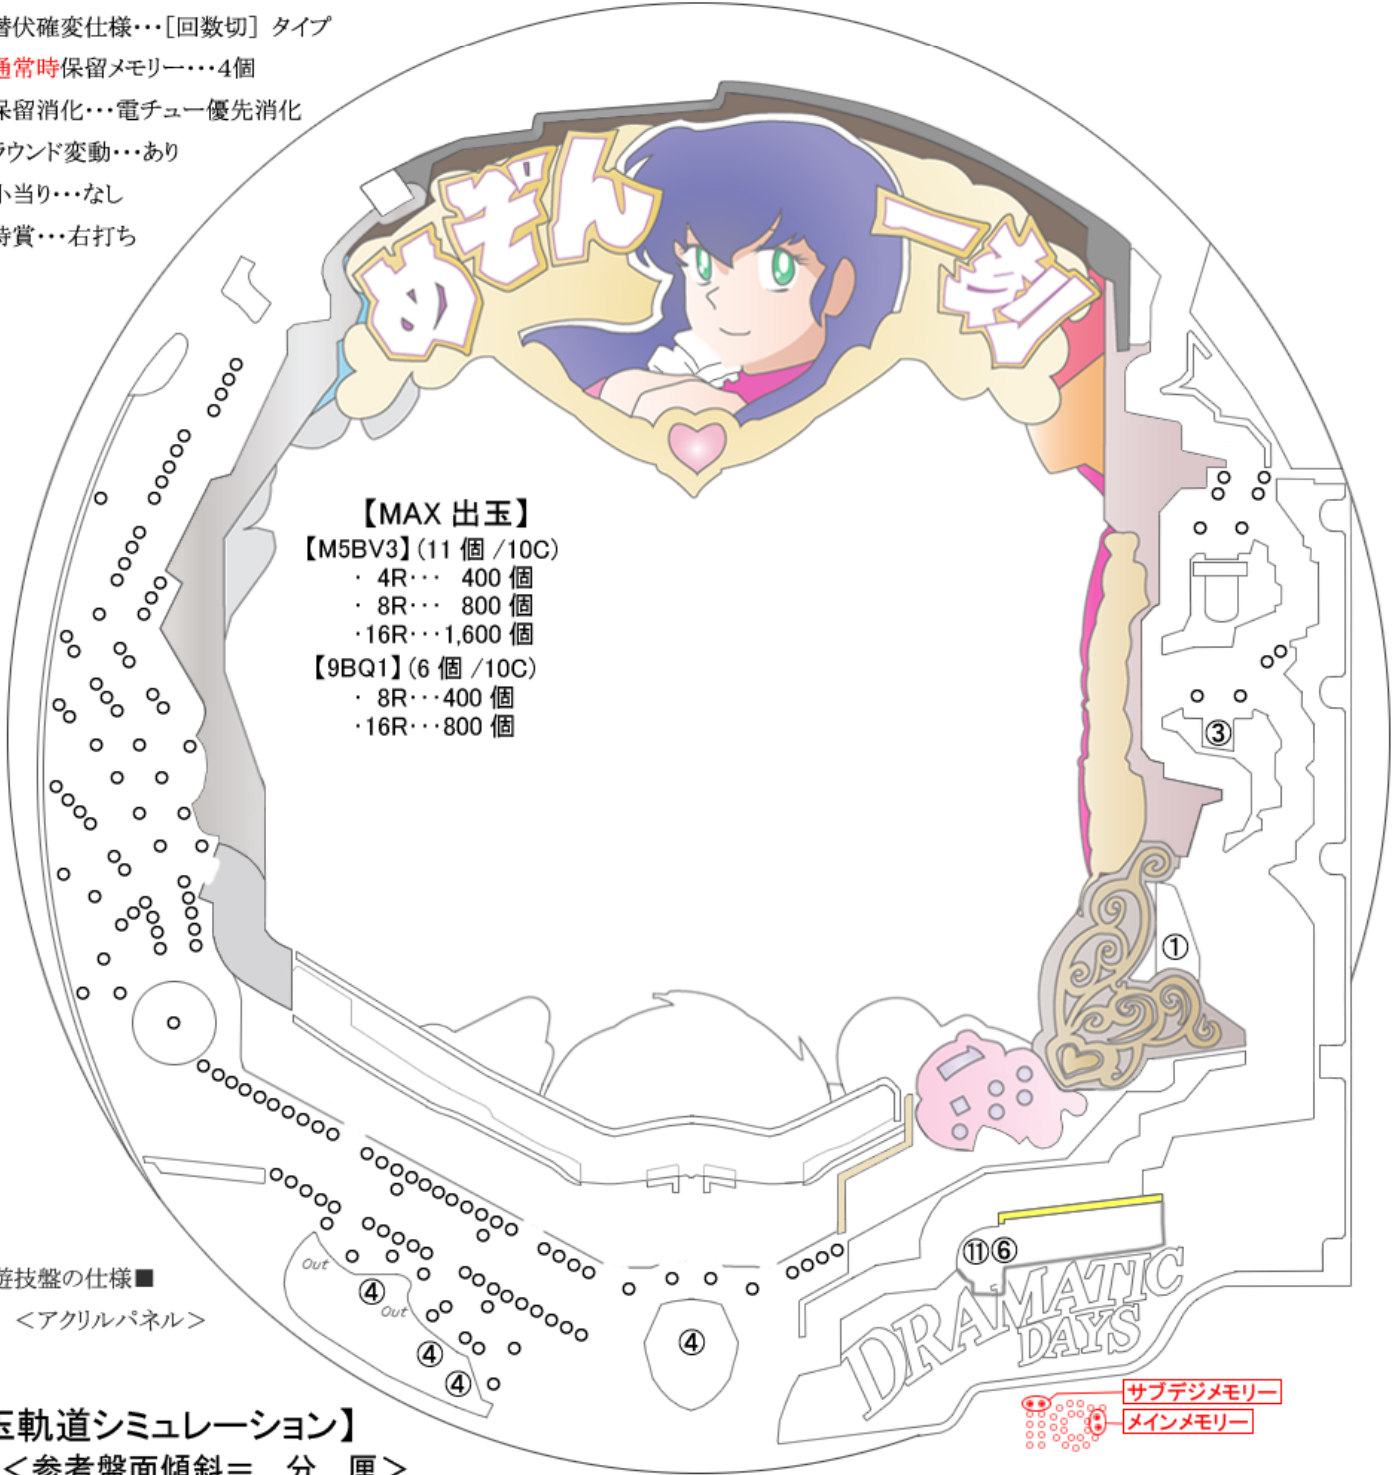 潜伏確変仕様･･･[回数切] タイプ
通常時保留メモリー･･･4個
保留消化･･･電チュー優先消化
ラウンド変動･･･あり
小当り･･･なし
特賞･･･右打ち
めぞん一刻
【MAX 出玉】
【M5BV3】(11 個 /10C)
・ 4R･･･ 400 個
・ 8R･･･ 800 個
・16R･･･1,600 個
【9BQ1】(6 個 /10C)
・ 8R･･･400 個
・16R･･･800 個
③
①
⑪⑥
Out
④
Out
④
④
④
DRAMATIC
DAYS
遊技盤の仕様■
＜アクリルパネル＞
サブデジメモリー
メインメモリー
玉軌道シミュレーション】
＜参考盤面傾斜＝ 分 厘＞